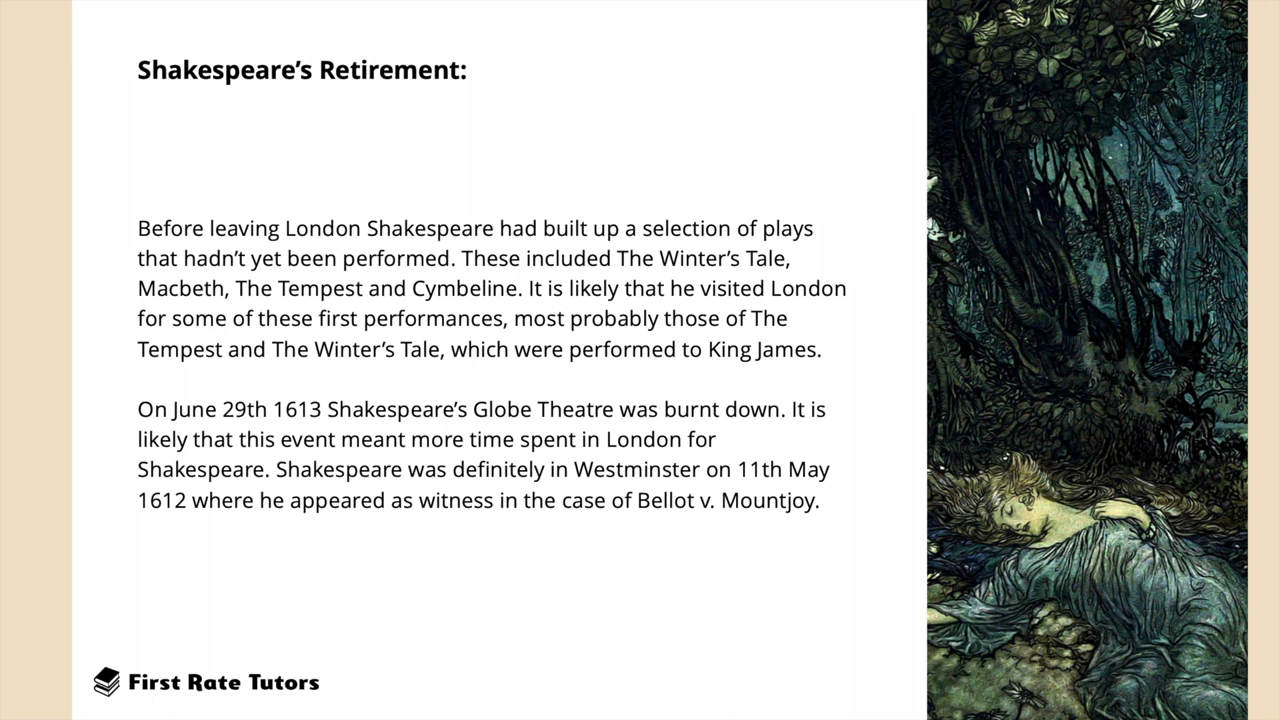 Shakespeare’s Retirement:
Before leaving London Shakespeare had built up a selection of plays
that hadn’t yet been performed. These included The Winter’s Tale,
Macbeth, The Tempest and Cymbeline. It is likely that he visited London
for some of these first performances, most probably those of The
Tempest and The Winter’s Tale, which were performed to King James.
On June 29th 1613 Shakespeare’s Globe Theatre was burnt down. It is
likely that this event meant more time spent in London for
Shakespeare. Shakespeare was definitely in Westminster on 11th May
1612 where he appeared as witness in the case of Bellot v. Mountjoy.
First Rate Tutors